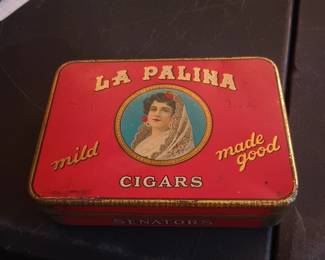 LA PALINA
mild
made
good
CIGARS
SENATORS